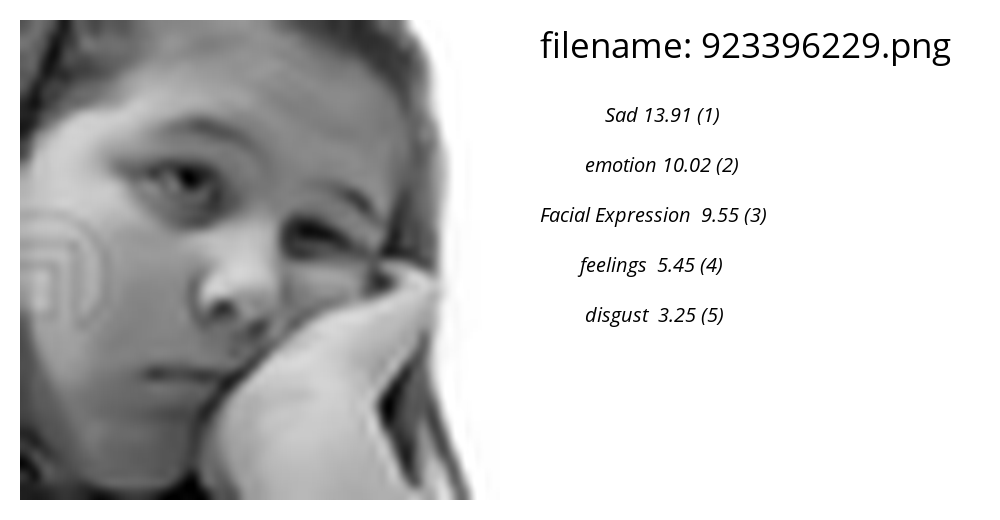 filename: 923396229.png
Sad 13.91 (1)
emotion 10.02 (2)
Facial Expression  9.55 (3)
feelings  5.45 (4)
disgust  3.25 (5)